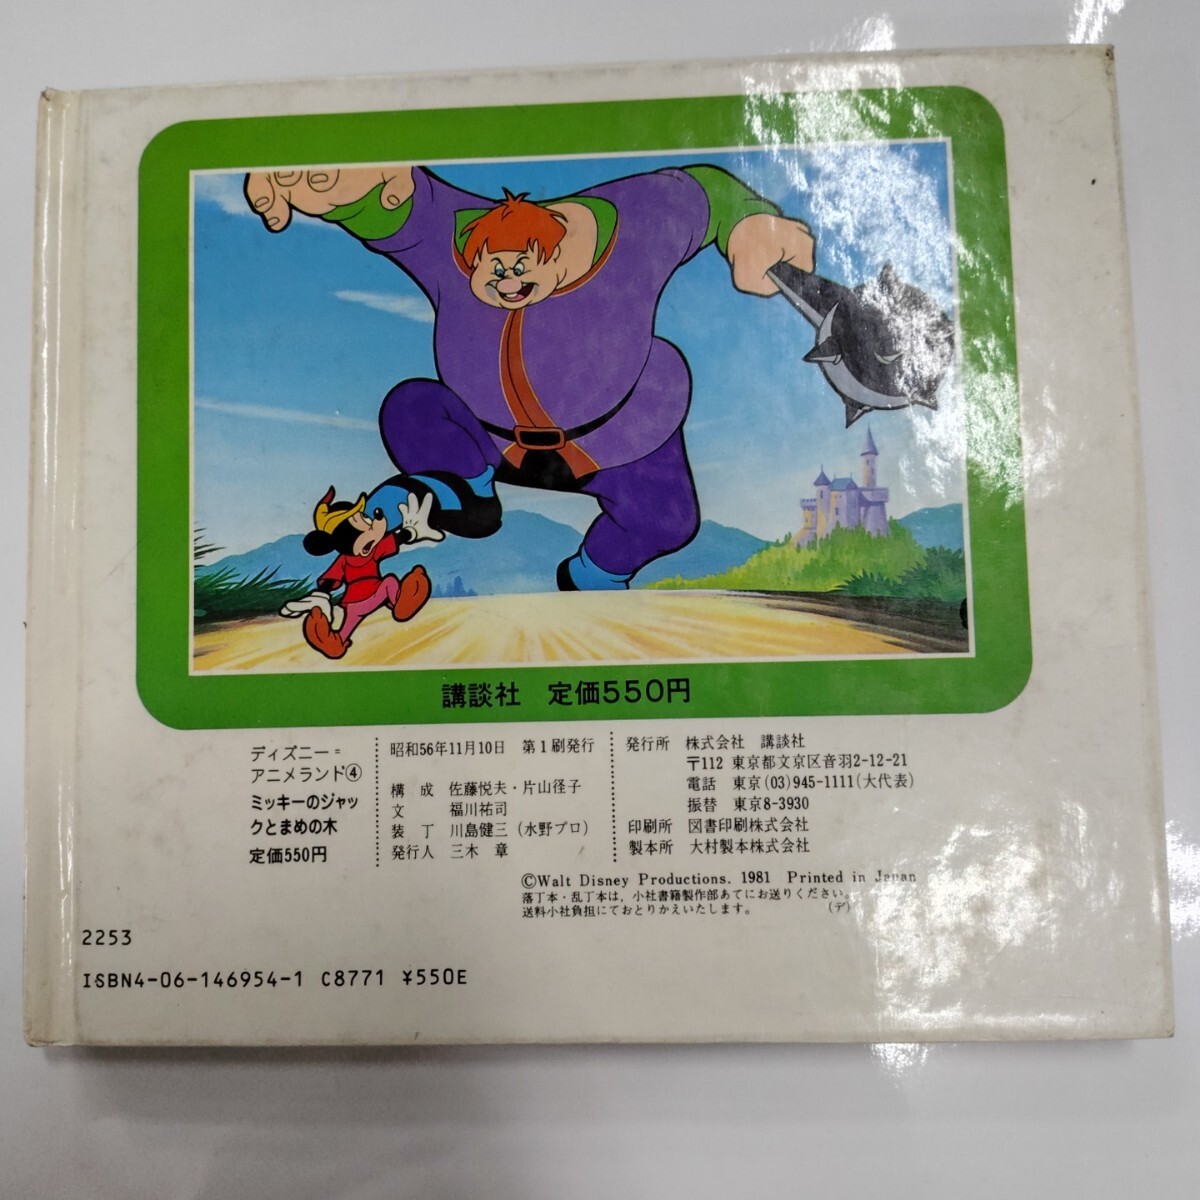 講談社 定価550円
ディズニー=
アニメランド④
ミッキーのジャッ
クとまめの木
定価550円
昭和56年11月10日 第1刷発行
構成 佐藤悦夫・片山径子
文 福川祐司
装丁 川島健三(水野プロ)
発行人 三木 章
発行所 株式会社 講談社
〒112 東京都文京区音羽2-12-21
電話 東京(03)945-1111(大代表)
振替 東京8-3930
印刷所 図書印刷株式会社
製本所 大村製本株式会社
©Walt Disney Productions. 1981 Printed in Japan
落丁本・乱丁本は、小社書籍製作部あてにお送りください。
送料小社負担にておとりかえいたします。 (デ)
2253
ISBN4-06-146954-1 C8771 ¥550E